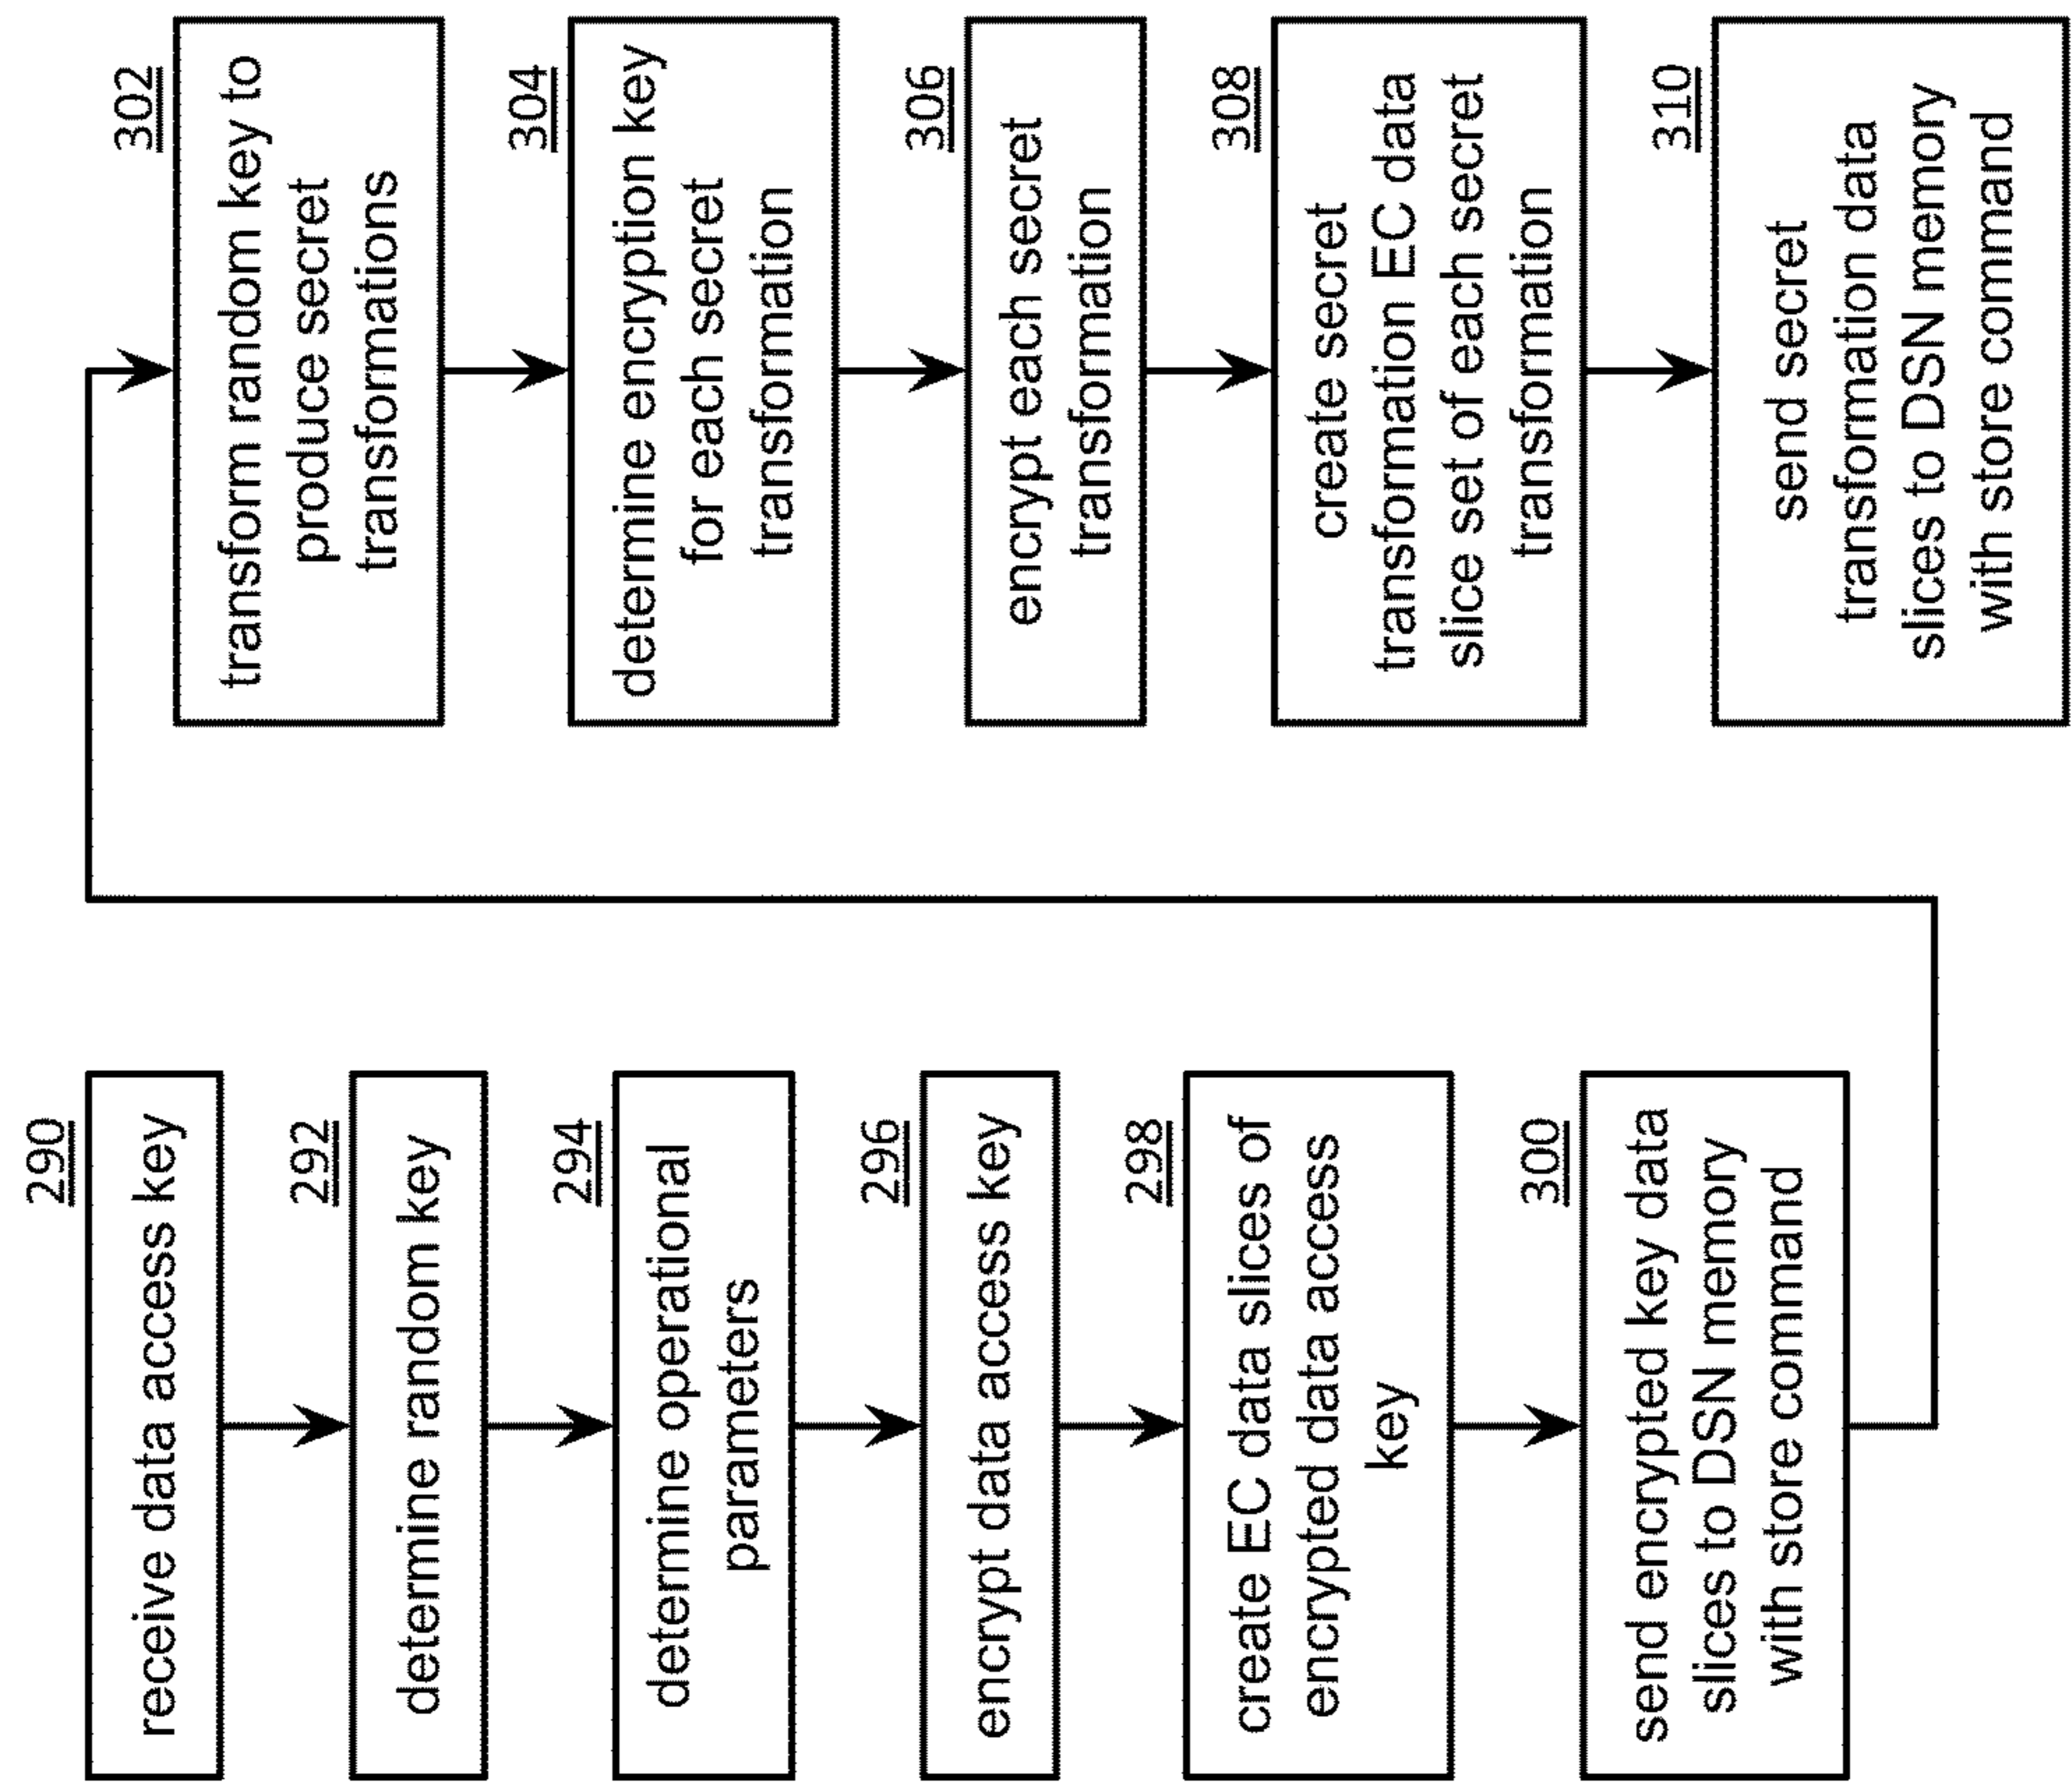 290
receive data access key
292
determine random key
294
determine operational
parameters
296
encrypt data access key
298
create EC data slices of
encrypted data access
key
300
send encrypted key data
slices to DSN memory
with store command
302
transform random key to
produce secret
transformations
304
determine encryption key
for each secret
transformation
306
encrypt each secret
transformation
308
create secret
transformation EC data
slice set of each secret
transformation
310
send secret
transformation data
slices to DSN memory
with store command